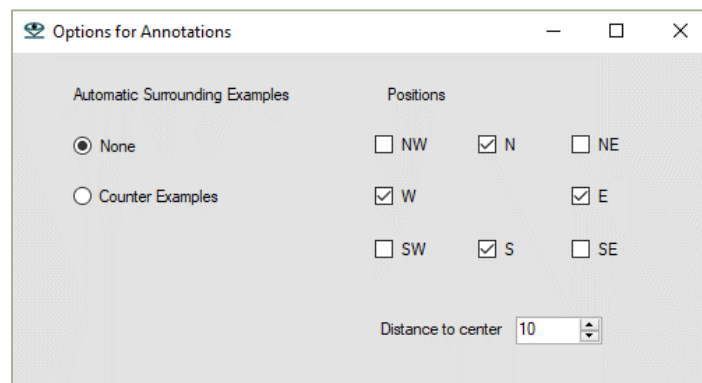 Options for Annotations
Automatic Surrounding Examples Positions
None NW N NE
Counter Examples W E
SW S SE
Distance to center 10